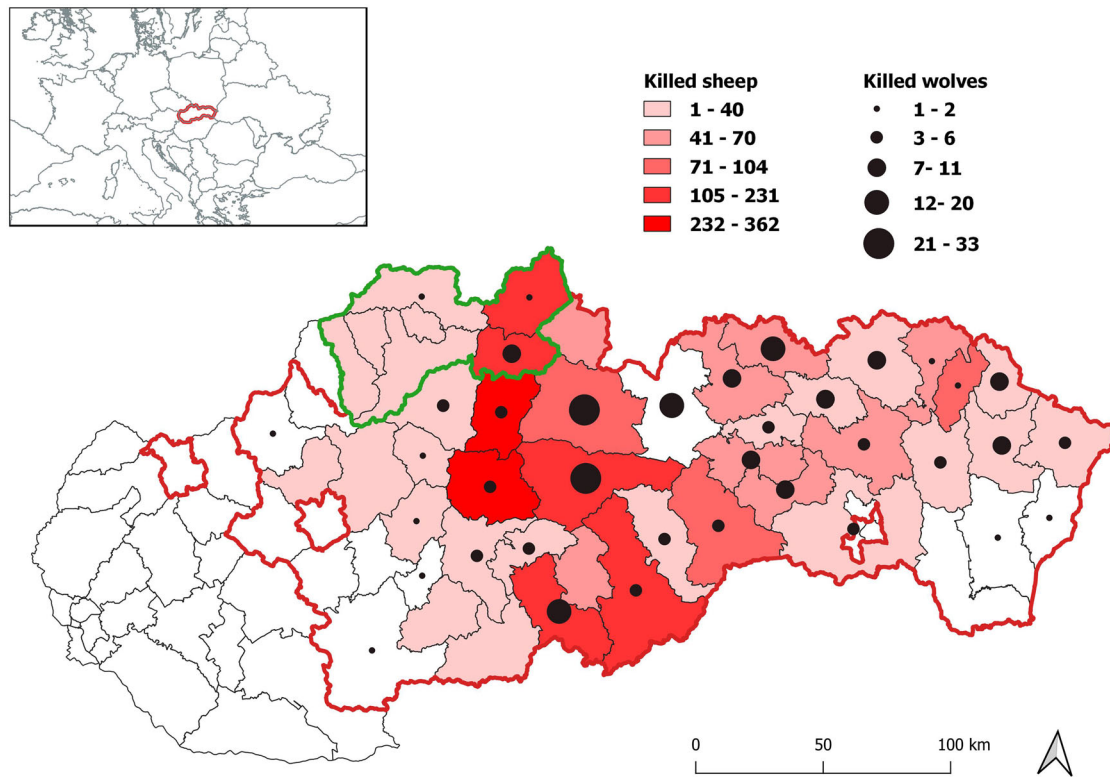 Killed sheep
1 - 40
41 - 70
71 - 104
105 - 231
232 - 362
Killed wolves
1 - 2
3 - 6
7- 11
12- 20
21 - 33
0 50 100 km